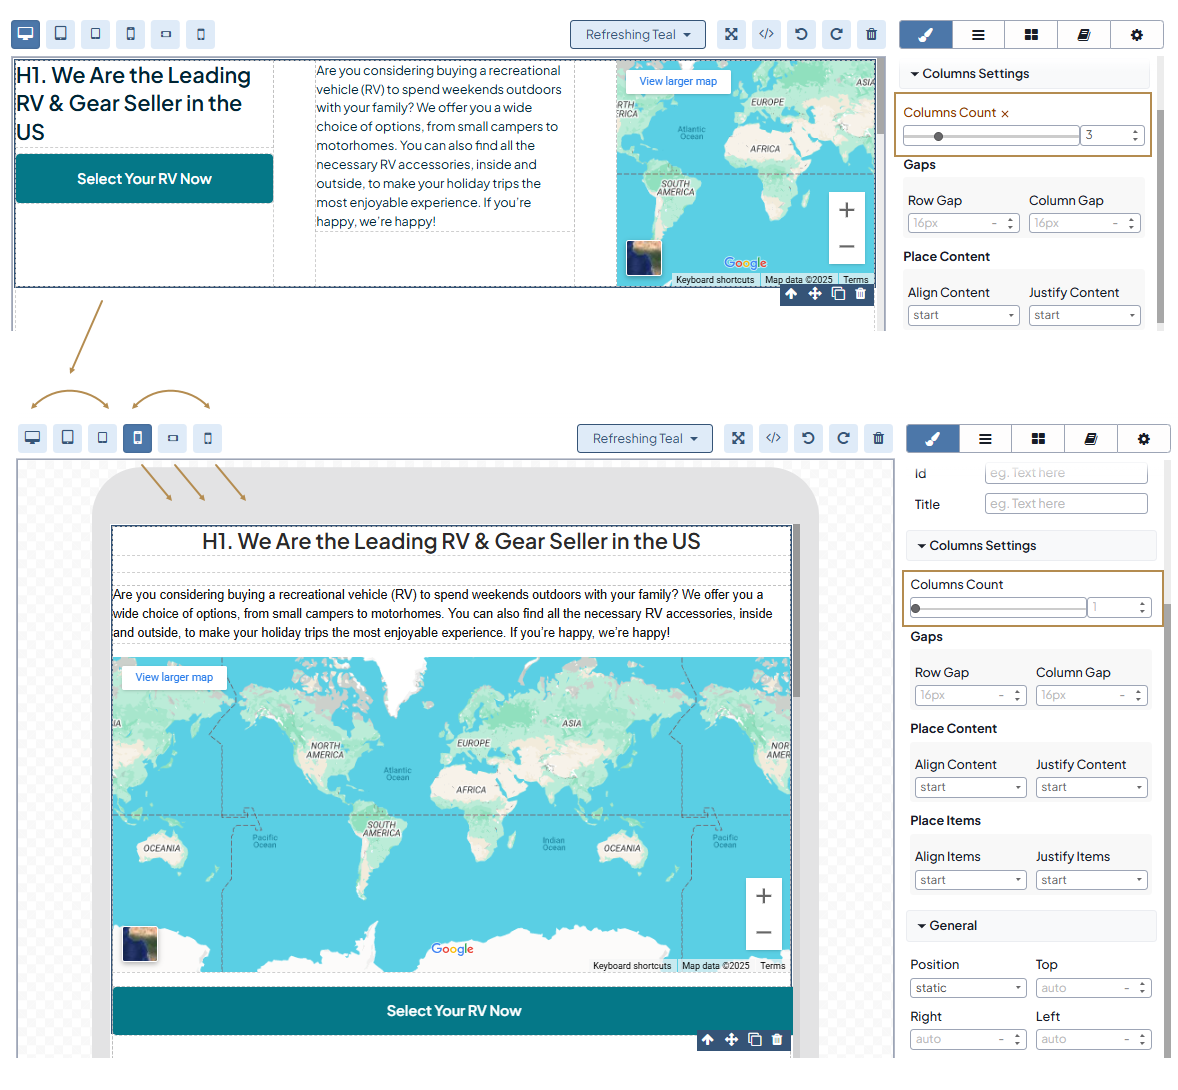 Refreshing Teal
</>
H1. We Are the Leading
RV & Gear Seller in the
US
Select Your RV Now
Are you considering buying a recreational
vehicle (RV) to spend weekends outdoors
with your family? We offer you a wide
choice of options, from small campers to
motorhomes. You can also find all the
necessary RV accessories, inside and
outside, to make your holiday trips the
most enjoyable experience. If you're
happy, we're happy!
View larger map
ASIA
RTH
ERICA
EUROPE
Atlantic
Ocean
AFRICA
SOUTH
AMERICA
Google
Keyboard shortcuts
Map data ©2025
Terms
Columns Settings
Columns Count ×
3
Gaps
Row Gap
Column Gap
16px -
16px -
Place Content
Align Content
Justify Content
start
start
Refreshing Teal
</>
H1. We Are the Leading RV & Gear Seller in the US
Are you considering buying a recreational vehicle (RV) to spend weekends outdoors with your family? We offer you a
wide choice of options, from small campers to motorhomes. You can also find all the necessary RV accessories, inside
and outside, to make your holiday trips the most enjoyable experience. If you're happy, we're happy!
View larger map
IA
NORTH
AMERICA
EUROPE
ASIA
NOR
AMER
Atlantic
Ocean
AFRICA
SOUTH
AMERICA
Pacific
Ocean
OCEANIA
Indian
Ocean
OCEANIA
Pacific
Ocean
Google
Keyboard shortcuts
Map data ©2025
Terms
Select Your RV Now
Id
eg. Text here
Title
eg. Text here
Columns Settings
Columns Count
1
Gaps
Row Gap
Column Gap
16px -
16px -
Place Content
Align Content
Justify Content
start
start
Place Items
Align Items
Justify Items
start
start
General
Position
Top
static
auto -
Right
Left
auto -
auto -